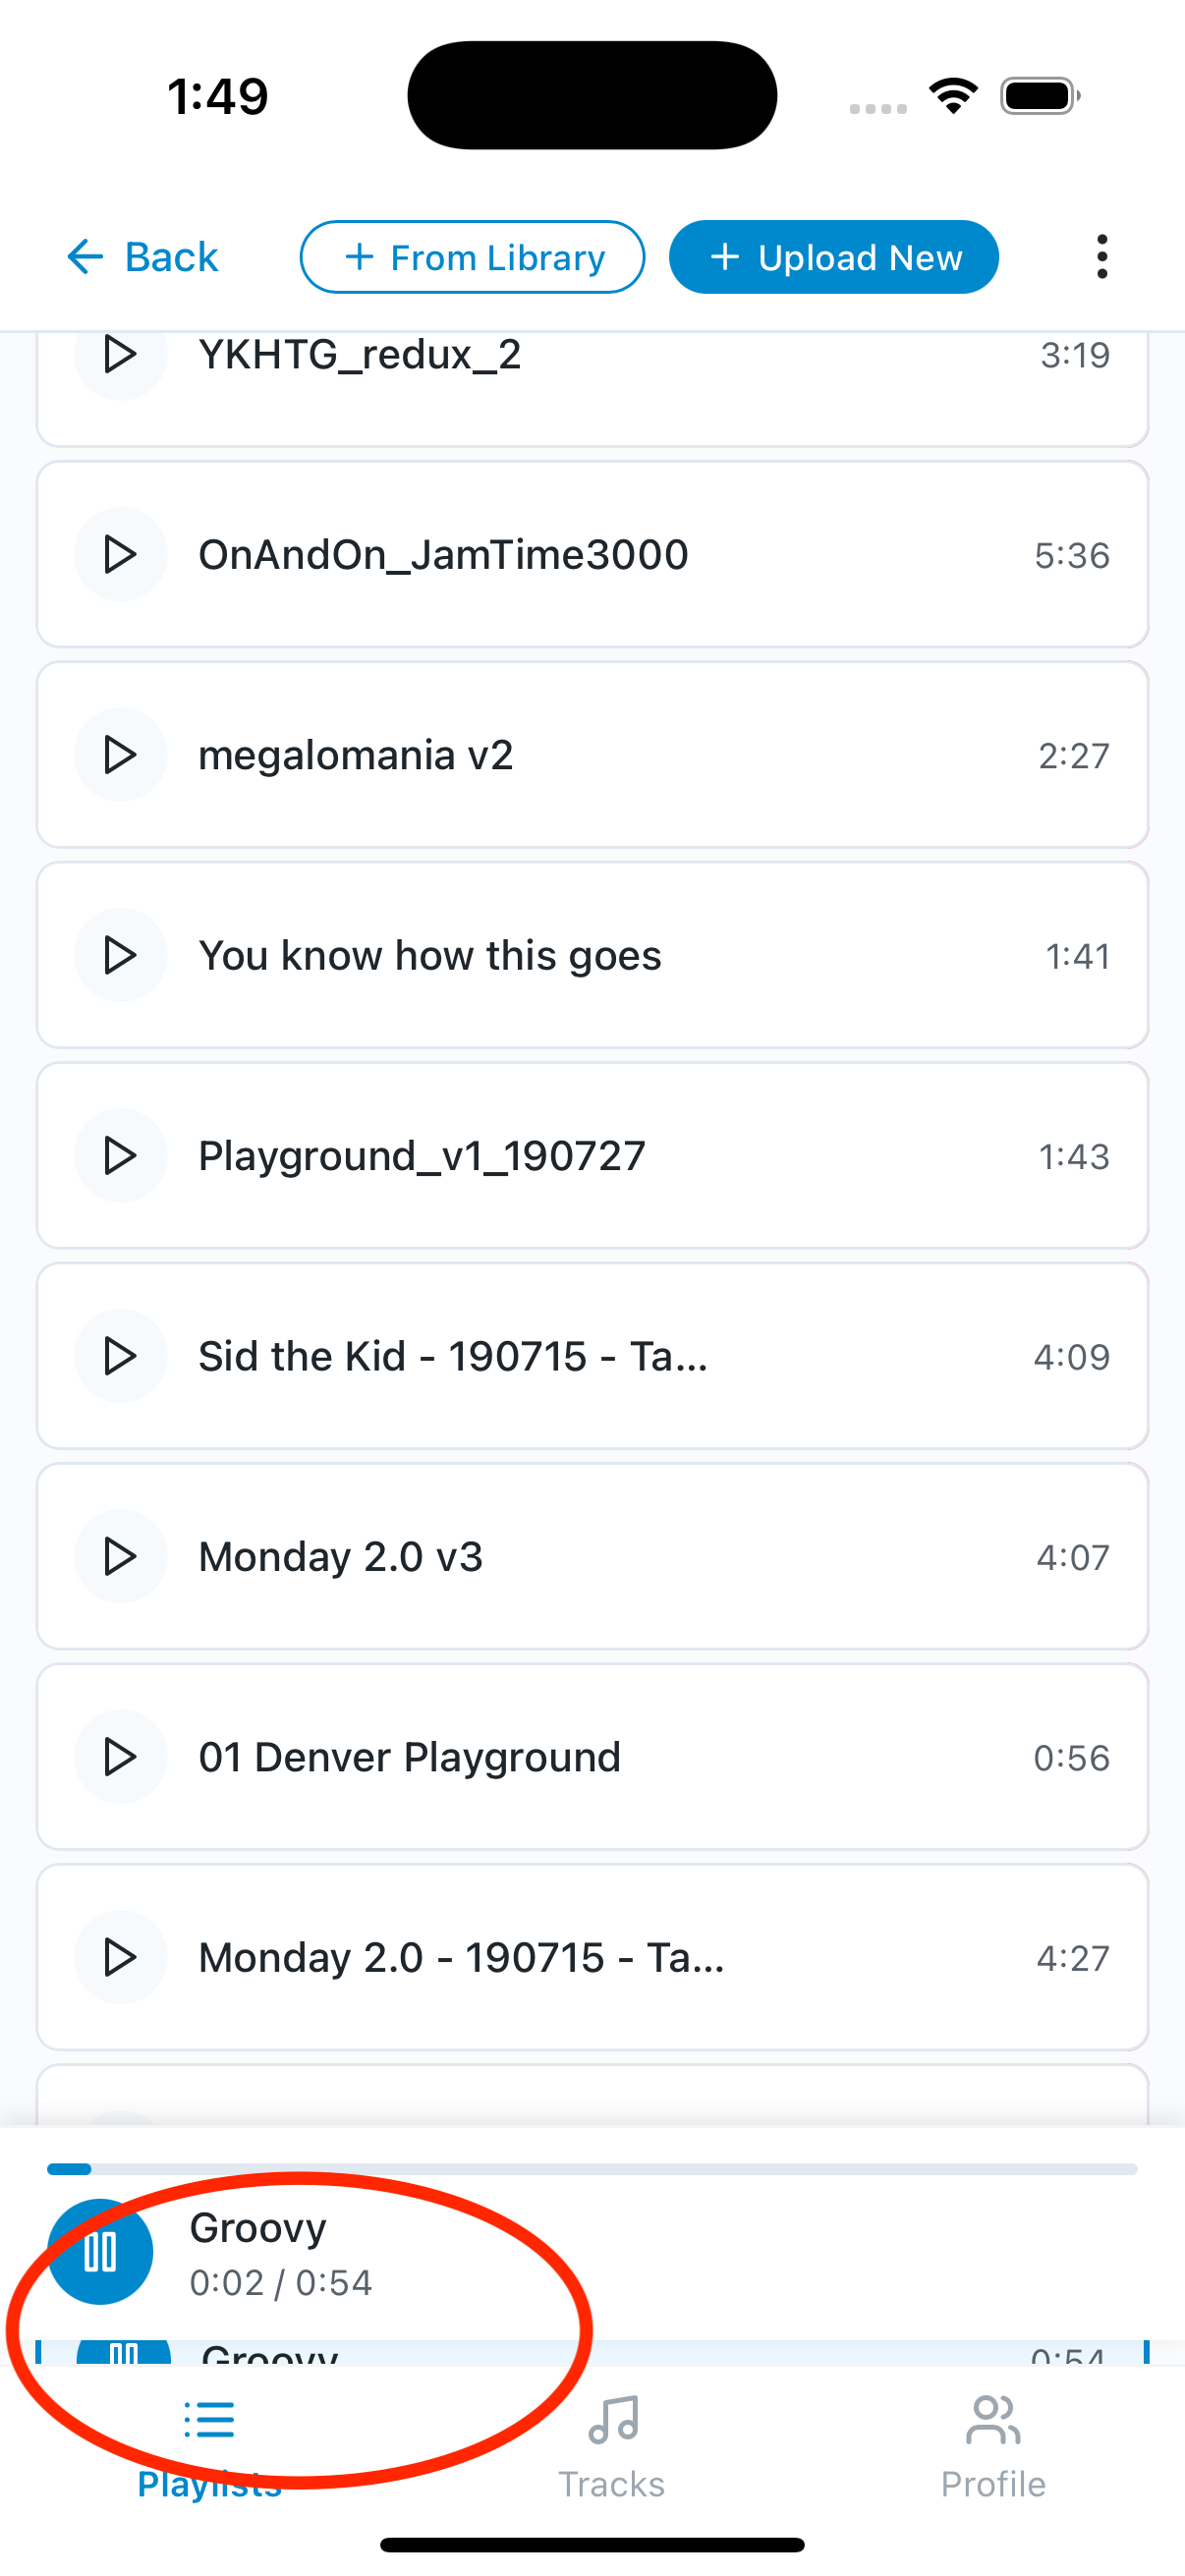 1:49
Back
From Library
Upload New
YKHTG_redux_2
3:19
OnAndOn_JamTime3000
5:36
megalomania v2
2:27
You know how this goes
1:41
Playground_v1_190727
1:43
Sid the Kid - 190715 - Ta...
4:09
Monday 2.0 v3
4:07
01 Denver Playground
0:56
Monday 2.0 - 190715 - Ta...
4:27
Groovy
0:02 / 0:54
Groovy
0:54
Playlists
Tracks
Profile